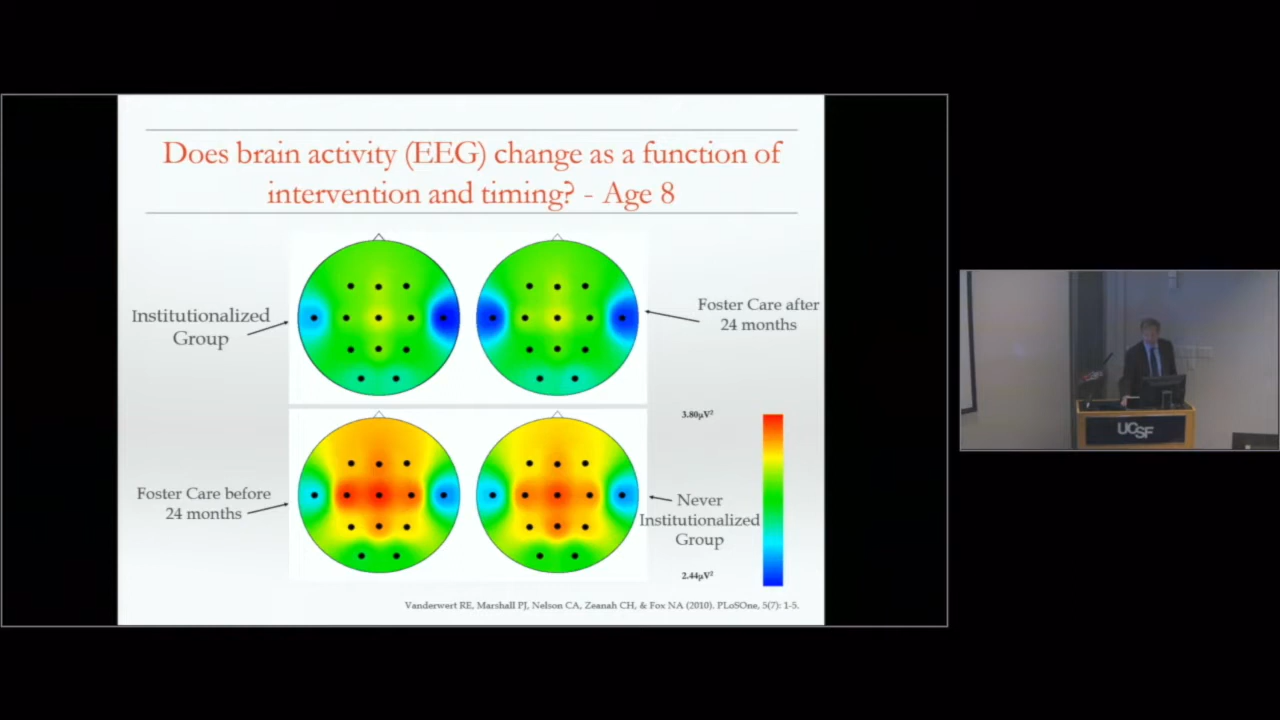 Does brain activity (EEG) change as a function of
intervention and timing? - Age 8
Institutionalized
Group
Foster Care after
24 months
Foster Care before
24 months
Never
Institutionalized
Group
3.80µV²
2.44µV²
Vanderwert RE, Marshall PJ, Nelson CA, Zeanah CH, & Fox NA (2010). PLoSOne, 5(7): 1-5.
UCSF